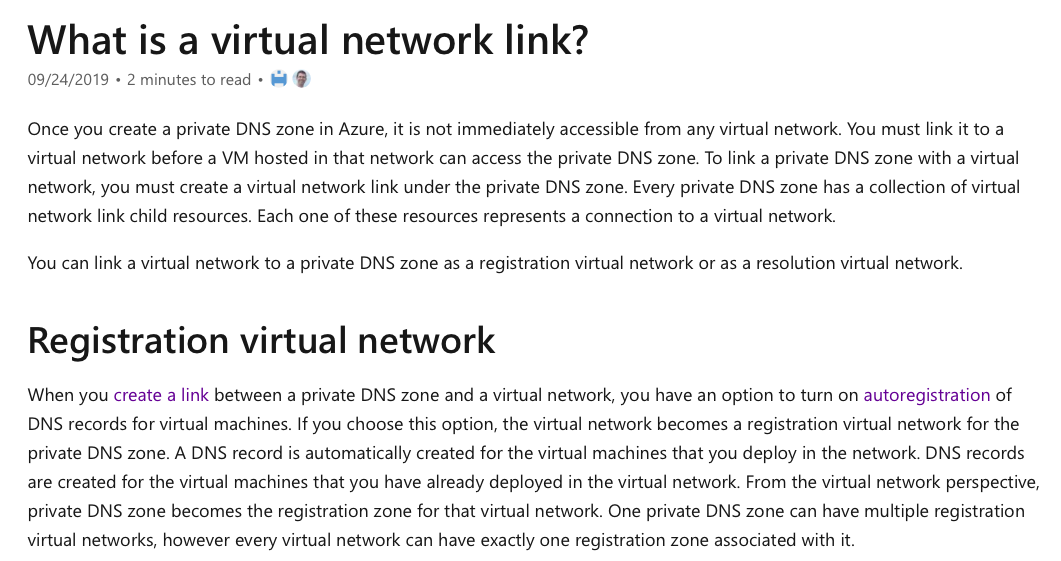 What is a virtual network link?
09/24/2019 • 2 minutes to read •
Once you create a private DNS zone in Azure, it is not immediately accessible from any virtual network. You must link it to a
virtual network before a VM hosted in that network can access the private DNS zone. To link a private DNS zone with a virtual
network, you must create a virtual network link under the private DNS zone. Every private DNS zone has a collection of virtual
network link child resources. Each one of these resources represents a connection to a virtual network.
You can link a virtual network to a private DNS zone as a registration virtual network or as a resolution virtual network.
Registration virtual network
When you create a link between a private DNS zone and a virtual network, you have an option to turn on autoregistration of
DNS records for virtual machines. If you choose this option, the virtual network becomes a registration virtual network for the
private DNS zone. A DNS record is automatically created for the virtual machines that you deploy in the network. DNS records
are created for the virtual machines that you have already deployed in the virtual network. From the virtual network perspective,
private DNS zone becomes the registration zone for that virtual network. One private DNS zone can have multiple registration
virtual networks, however every virtual network can have exactly one registration zone associated with it.